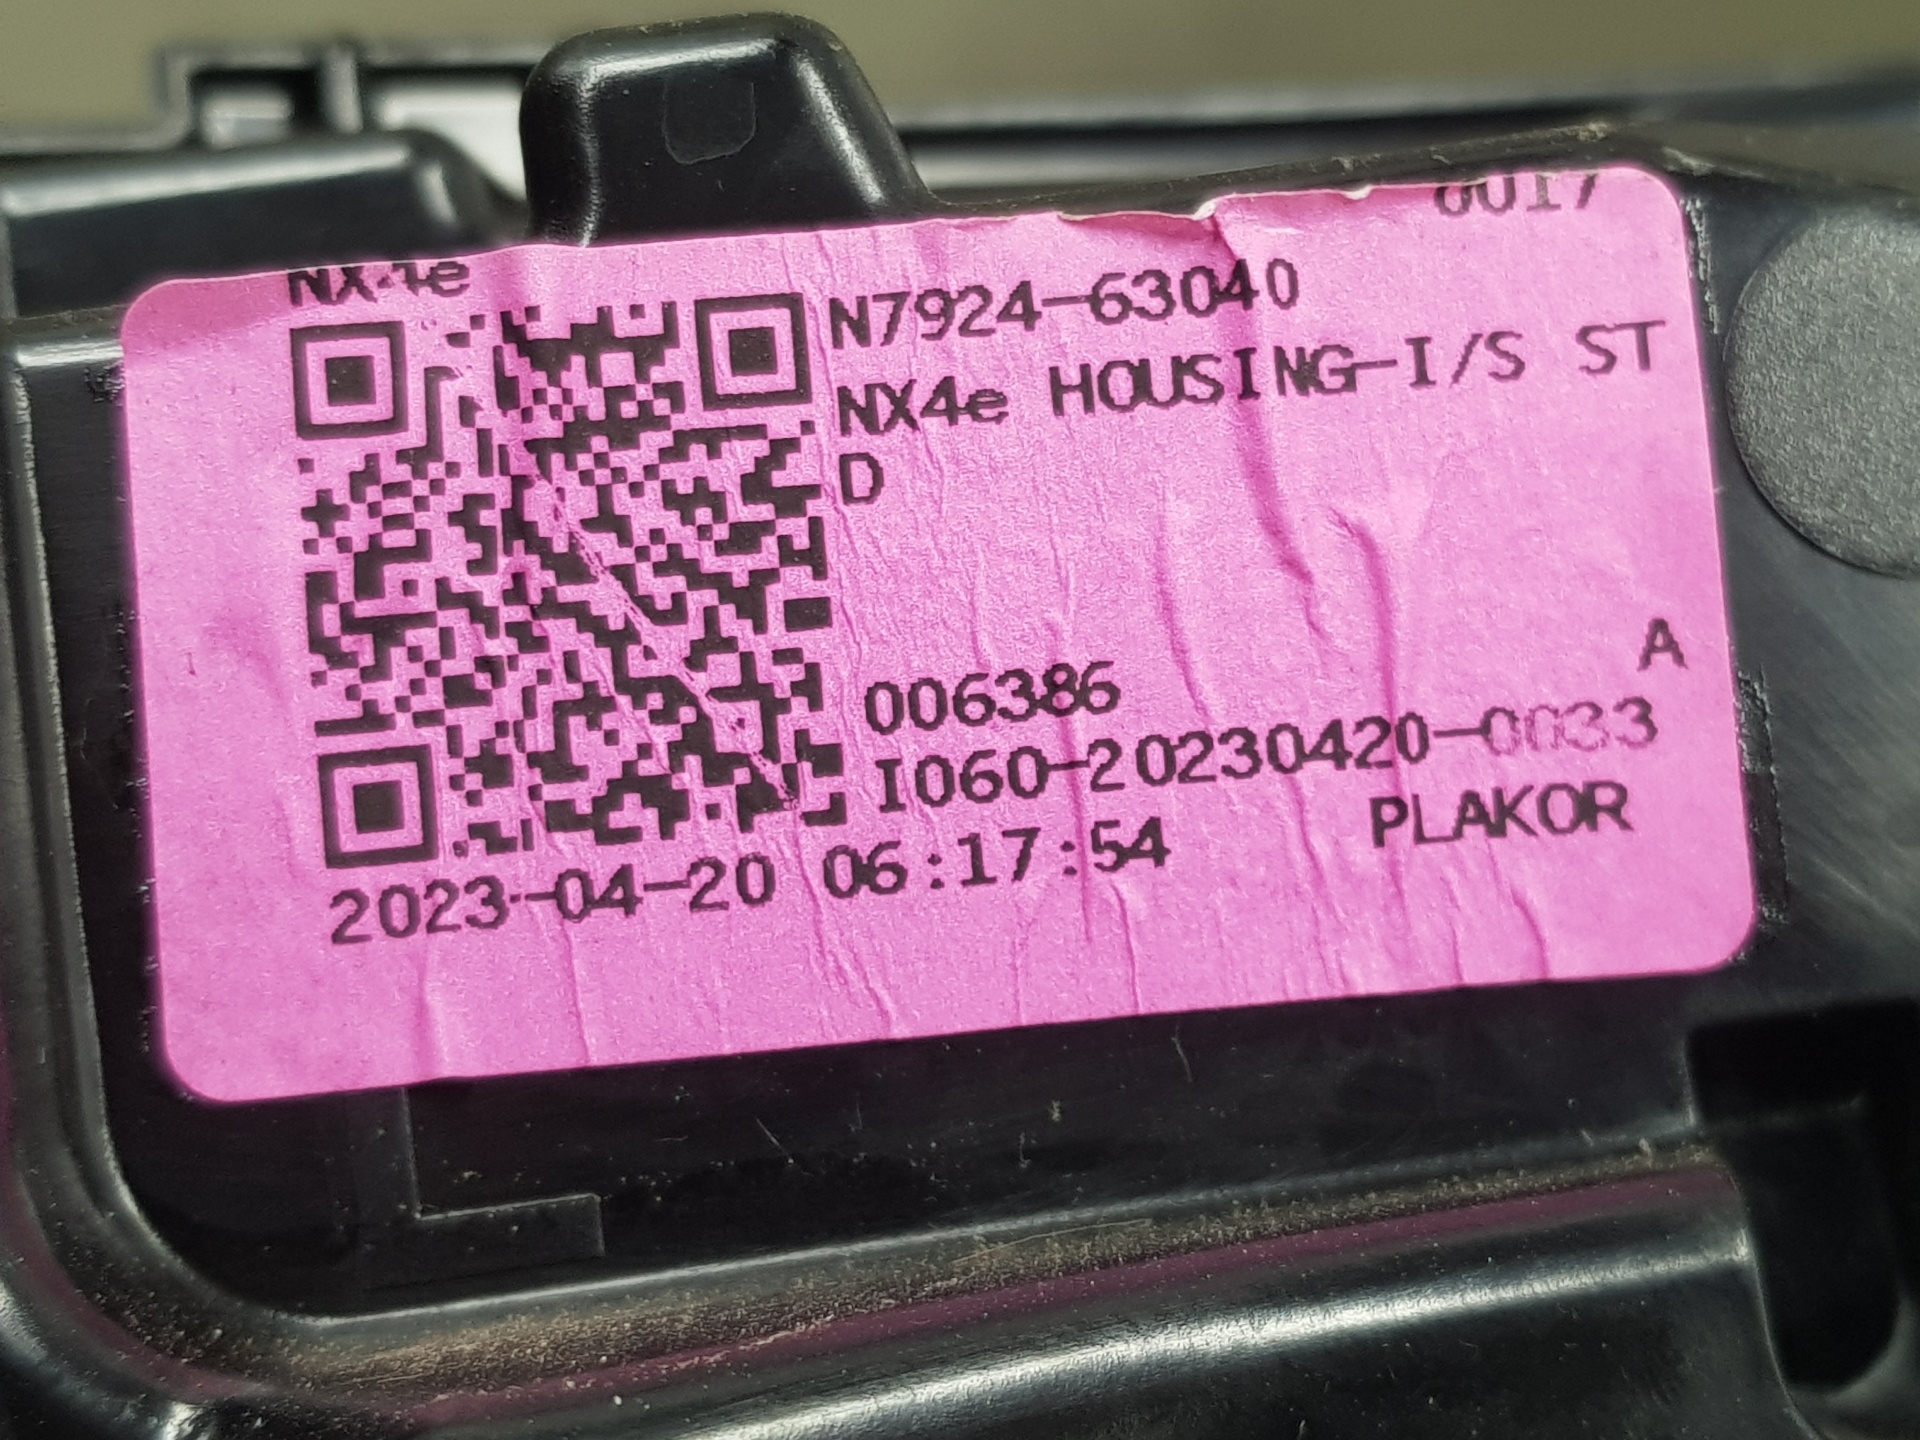 0017
NX4e
N7924-63040
NX4e HOUSING-I/S ST
D
A
006386
I060-20230420-0033
PLAKOR
2023-04-20 06:17:54